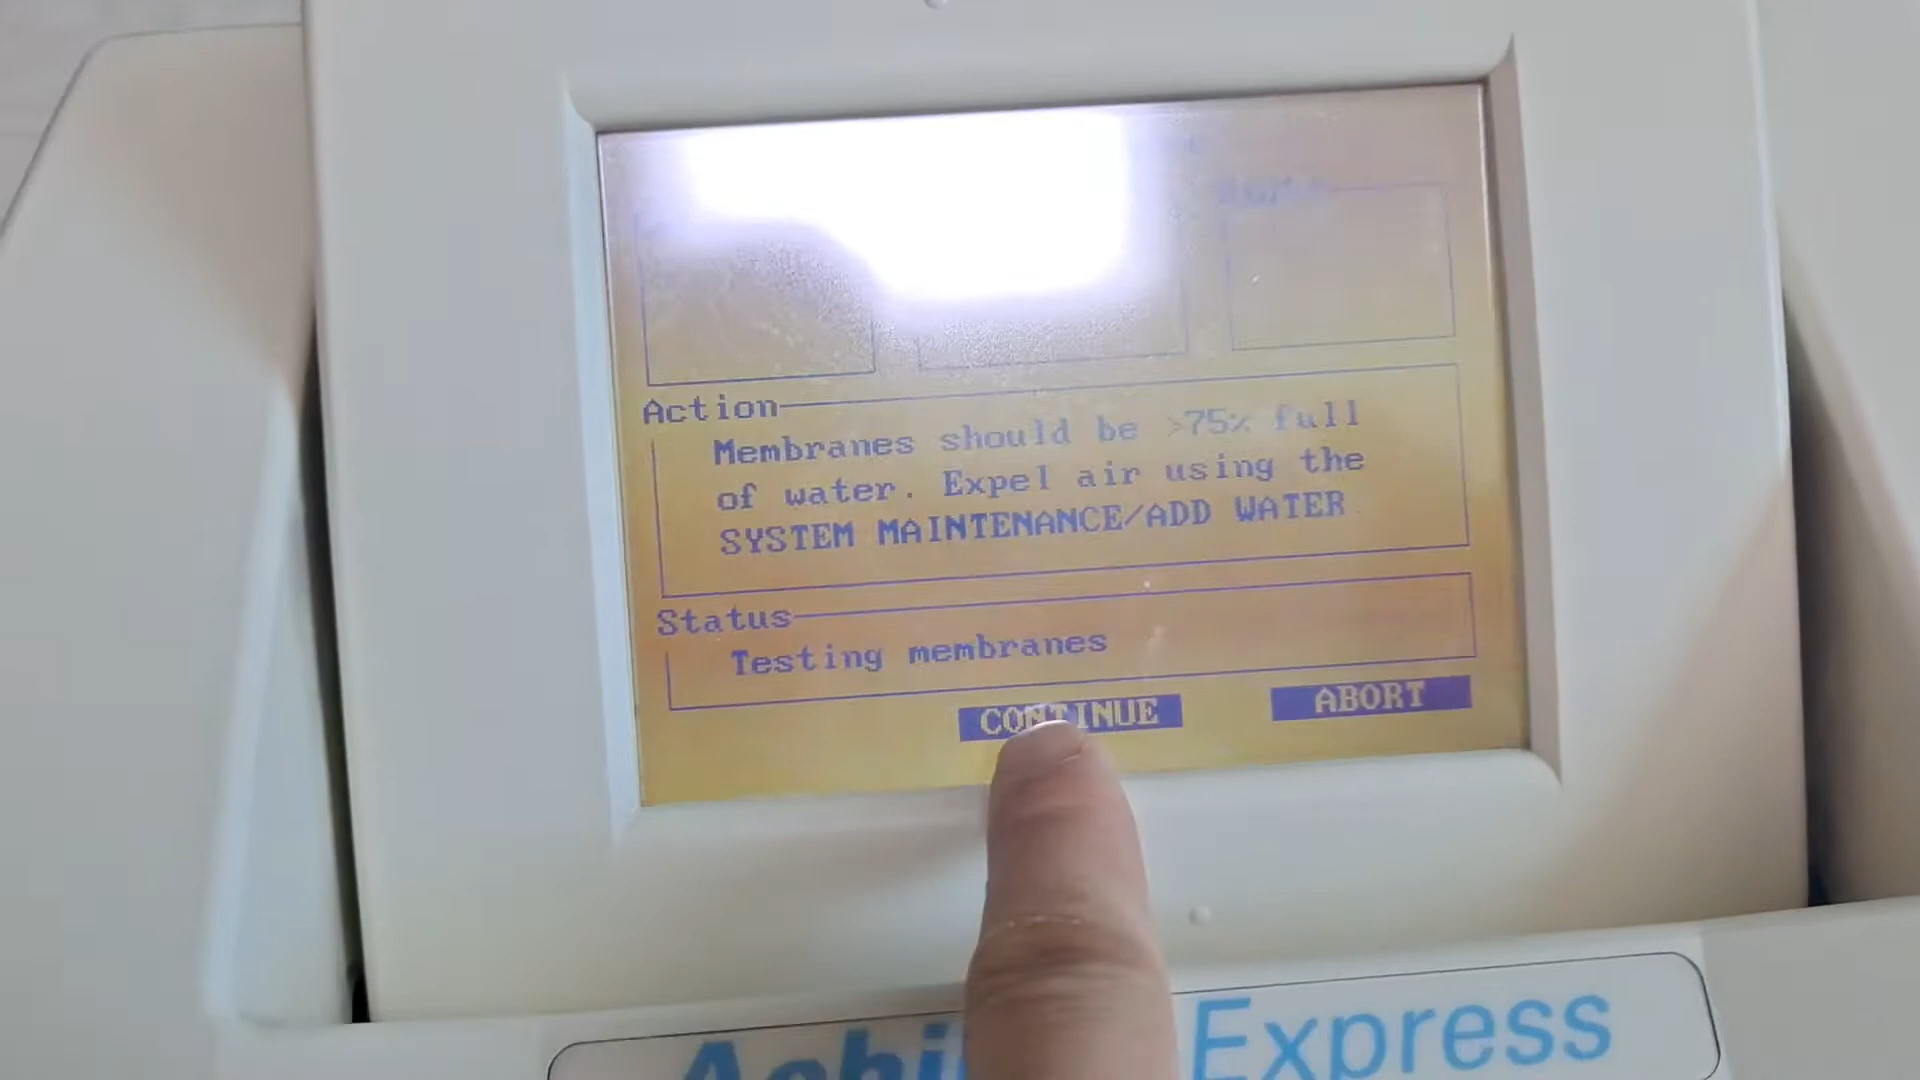 Action
Membranes should be >75% full
of water. Expel air using the
SYSTEM MAINTENANCE/ADD WATER
Status
Testing membranes
CONTINUE ABORT
Express